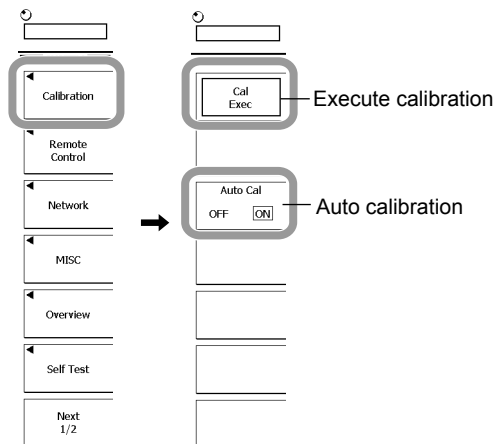 Calibration
Remote
Control
Network
MISC
Overview
Self Test
Next
1/2
Cal
Exec
Execute calibration
Auto Cal
OFF ON
Auto calibration